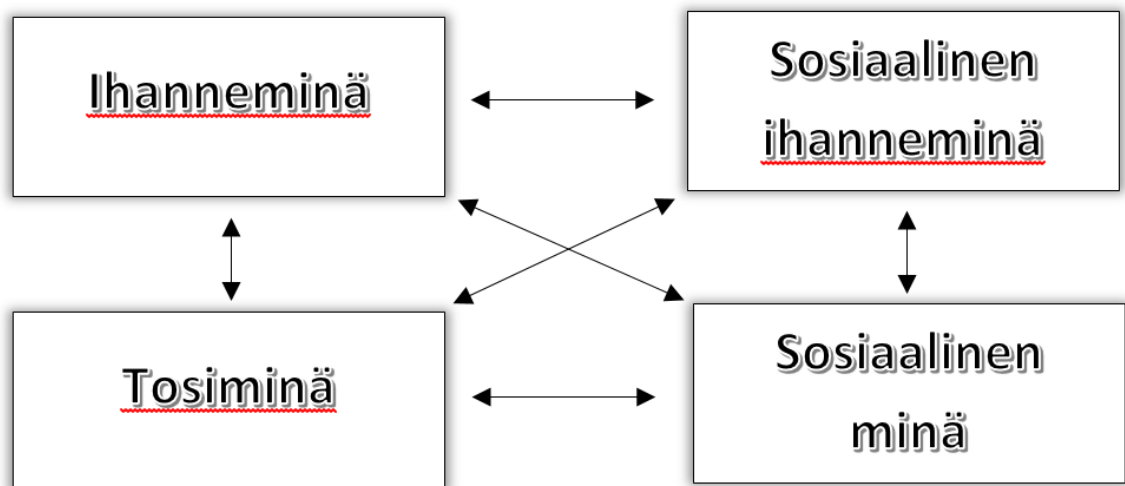 Ihanneminä
Sosiaalinen
ihanneminä
Tosiminä
Sosiaalinen
minä